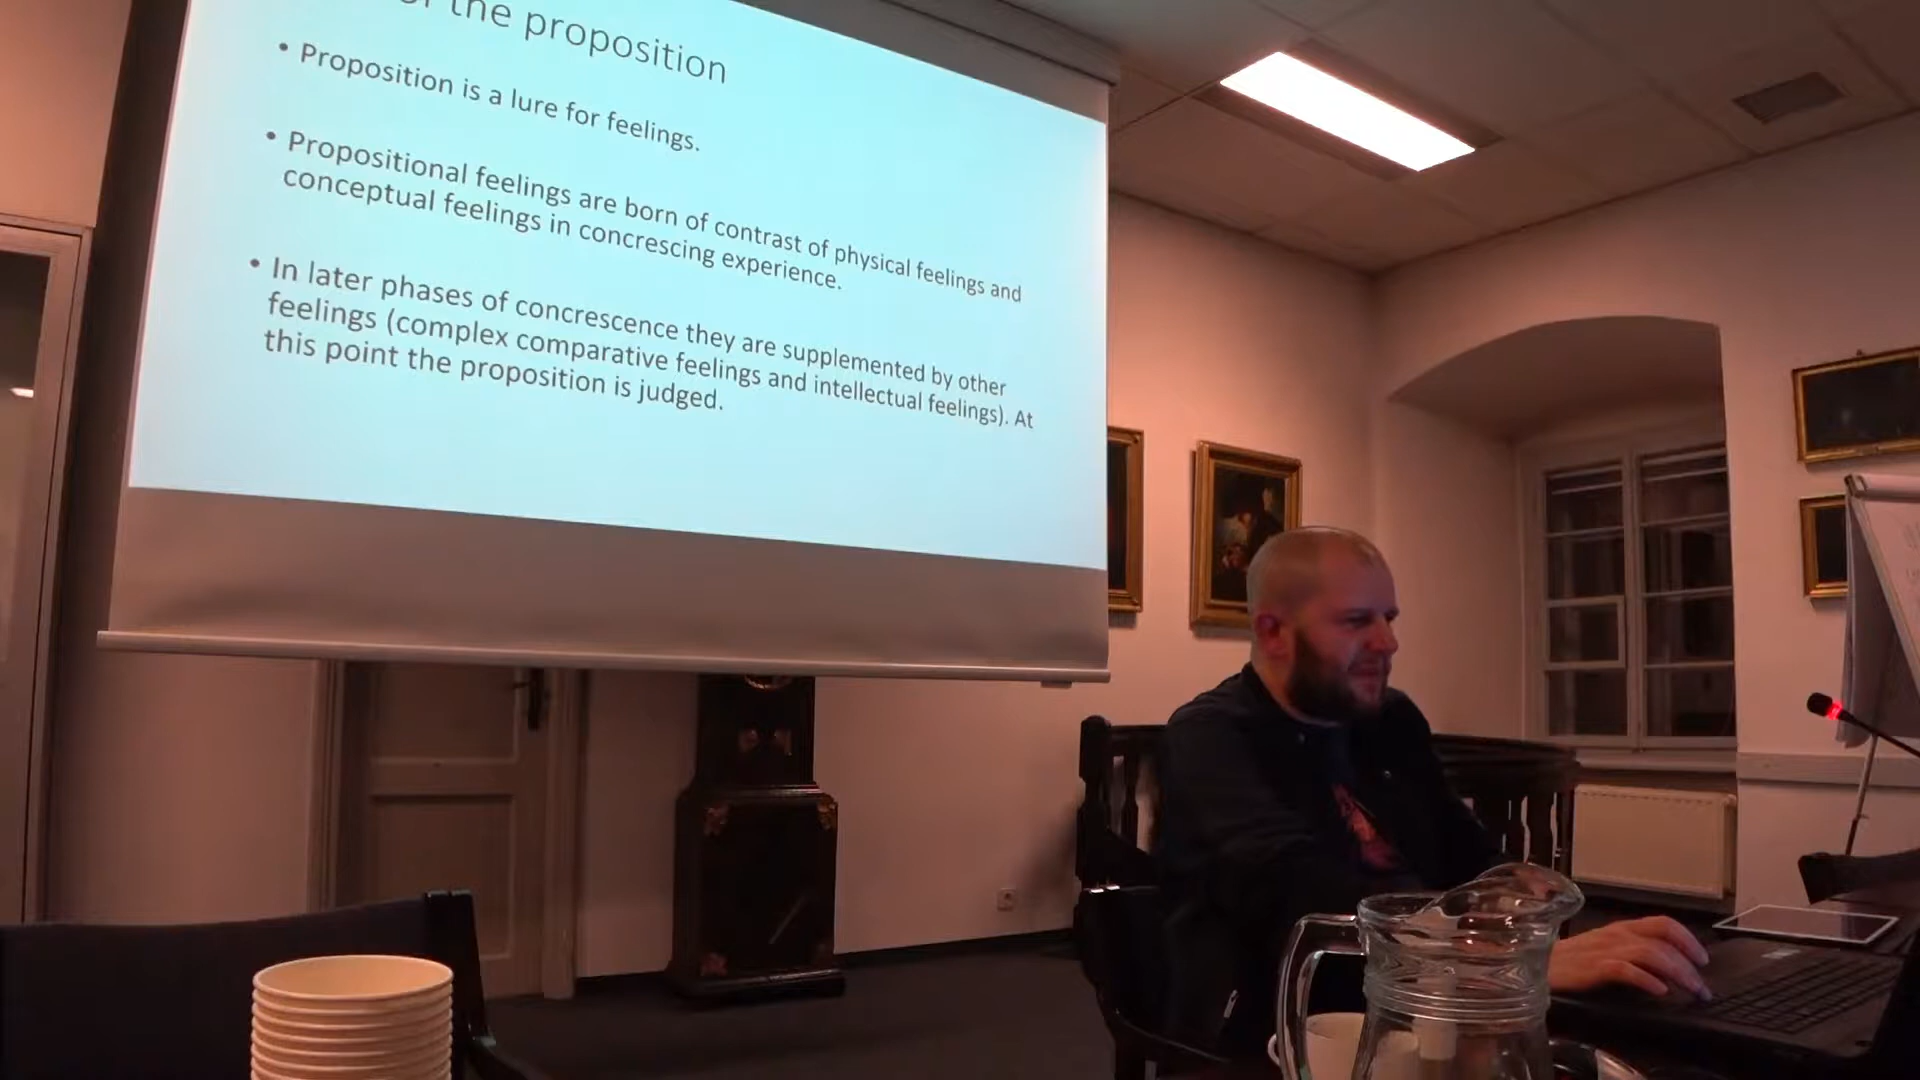 of the proposition
• Proposition is a lure for feelings.
• Propositional feelings are born of contrast of physical feelings and
conceptual feelings in concrescing experience.
• In later phases of concrescence they are supplemented by other
feelings (complex comparative feelings and intellectual feelings). At
this point the proposition is judged.